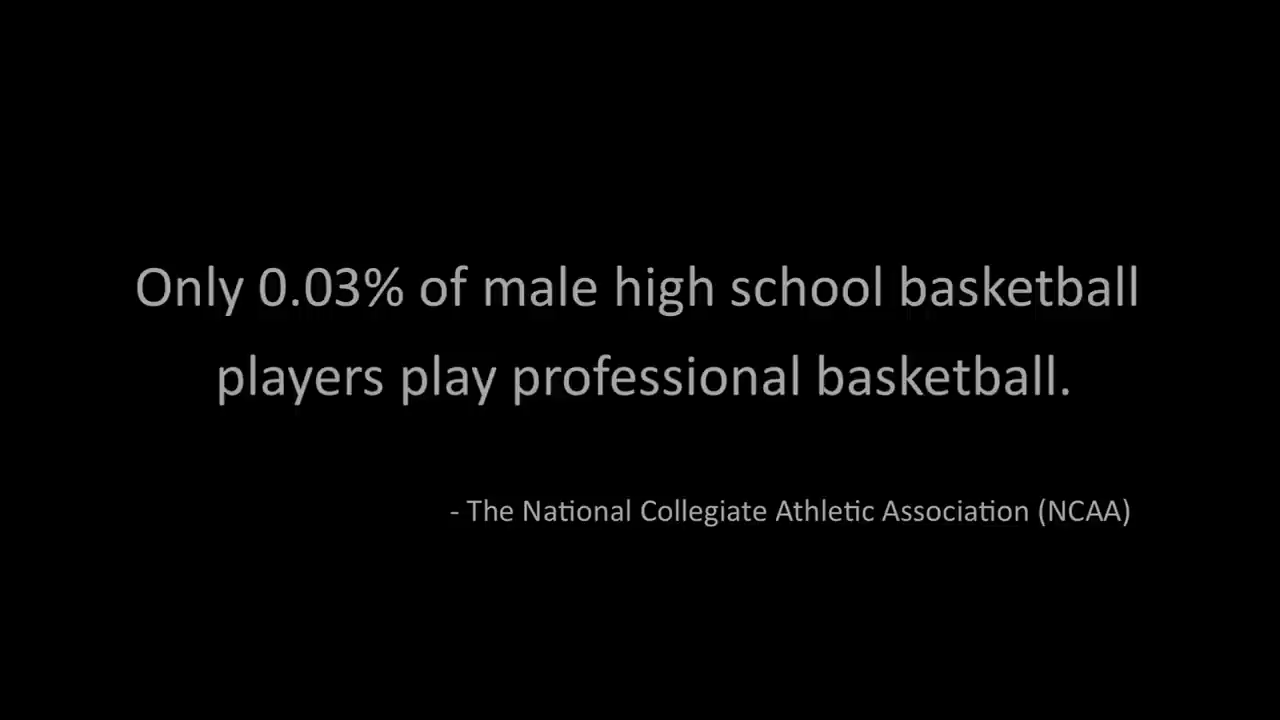 Only 0.03% of male high school basketball
players play professional basketball.
- The National Collegiate Athletic Association (NCAA)